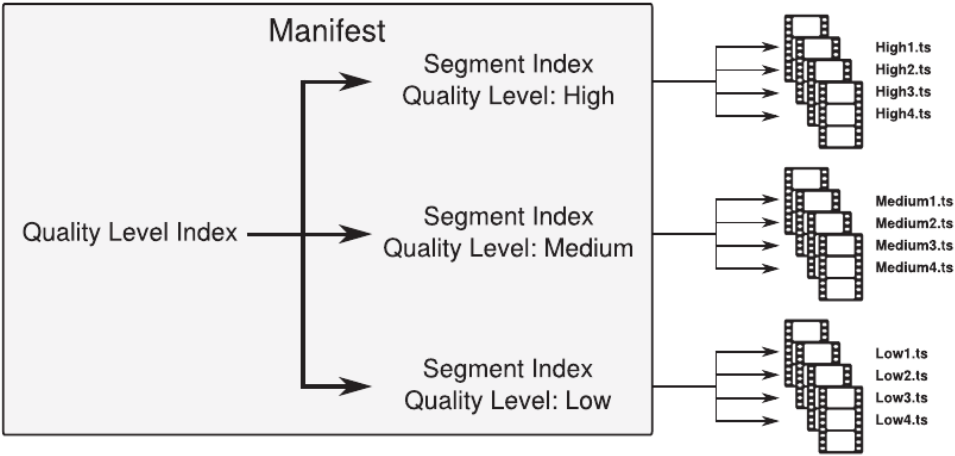 Manifest
Segment Index
Quality Level: High
High1.ts
High2.ts
High3.ts
High4.ts
Quality Level Index
Segment Index
Quality Level: Medium
Medium1.ts
Medium2.ts
Medium3.ts
Medium4.ts
Segment Index
Quality Level: Low
Low1.ts
Low2.ts
Low3.ts
Low4.ts